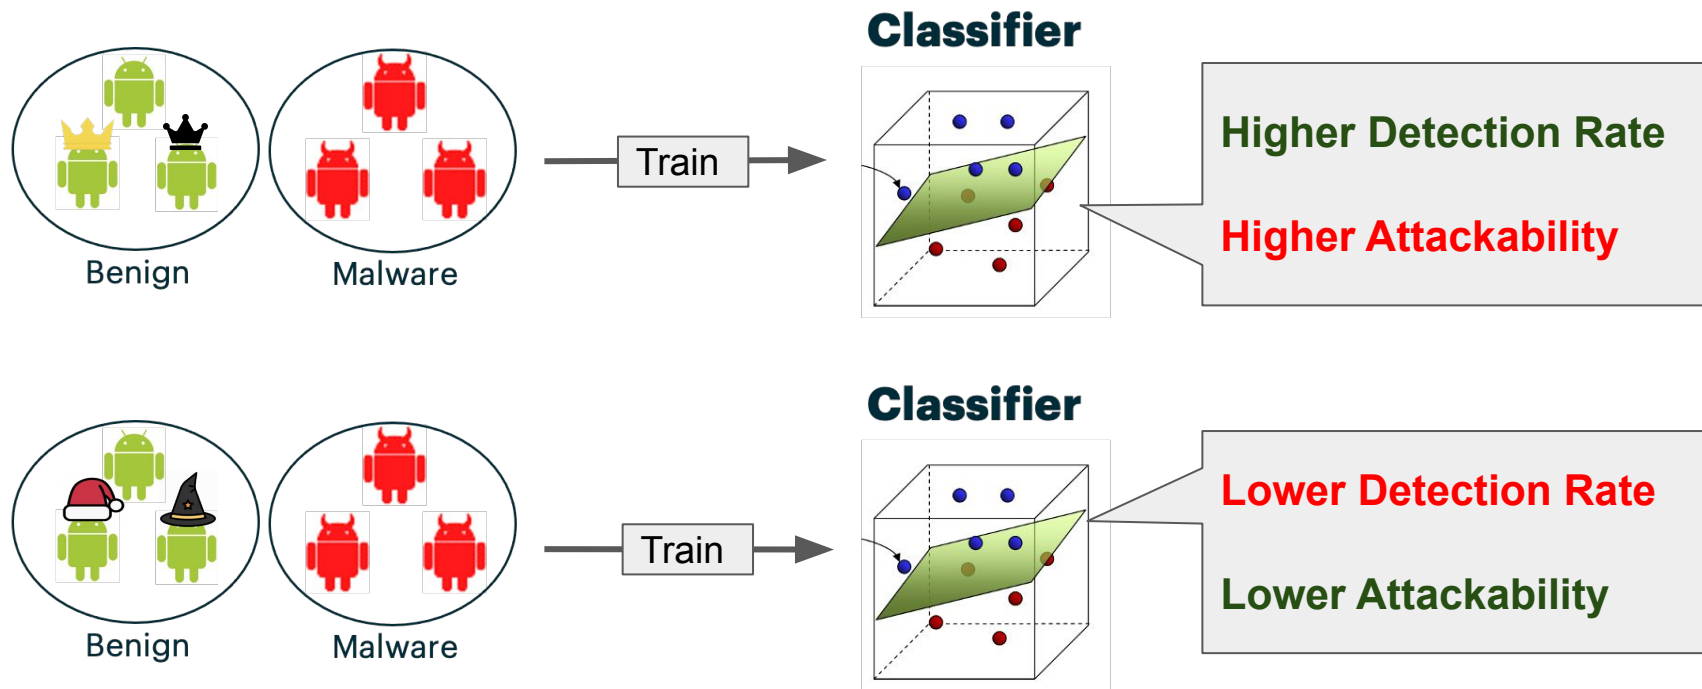 Classifier
Benign
Malware
Train
Higher Detection Rate
Higher Attackability
Classifier
Benign
Malware
Train
Lower Detection Rate
Lower Attackability